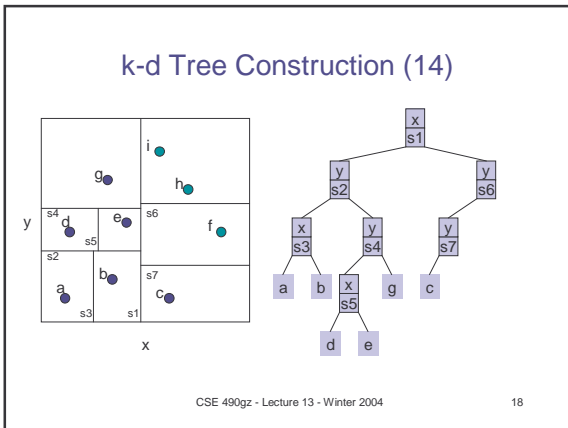 k-d Tree Construction (14)
x
s1
y
s2
y
s6
x
s3
y
s4
y
s7
a
b
x
s5
g
c
d
e
i
g
h
s4
d
e
s6
f
y
s5
s2
b
s7
a
c
s3
s1
x
CSE 490gz - Lecture 13 - Winter 2004
18